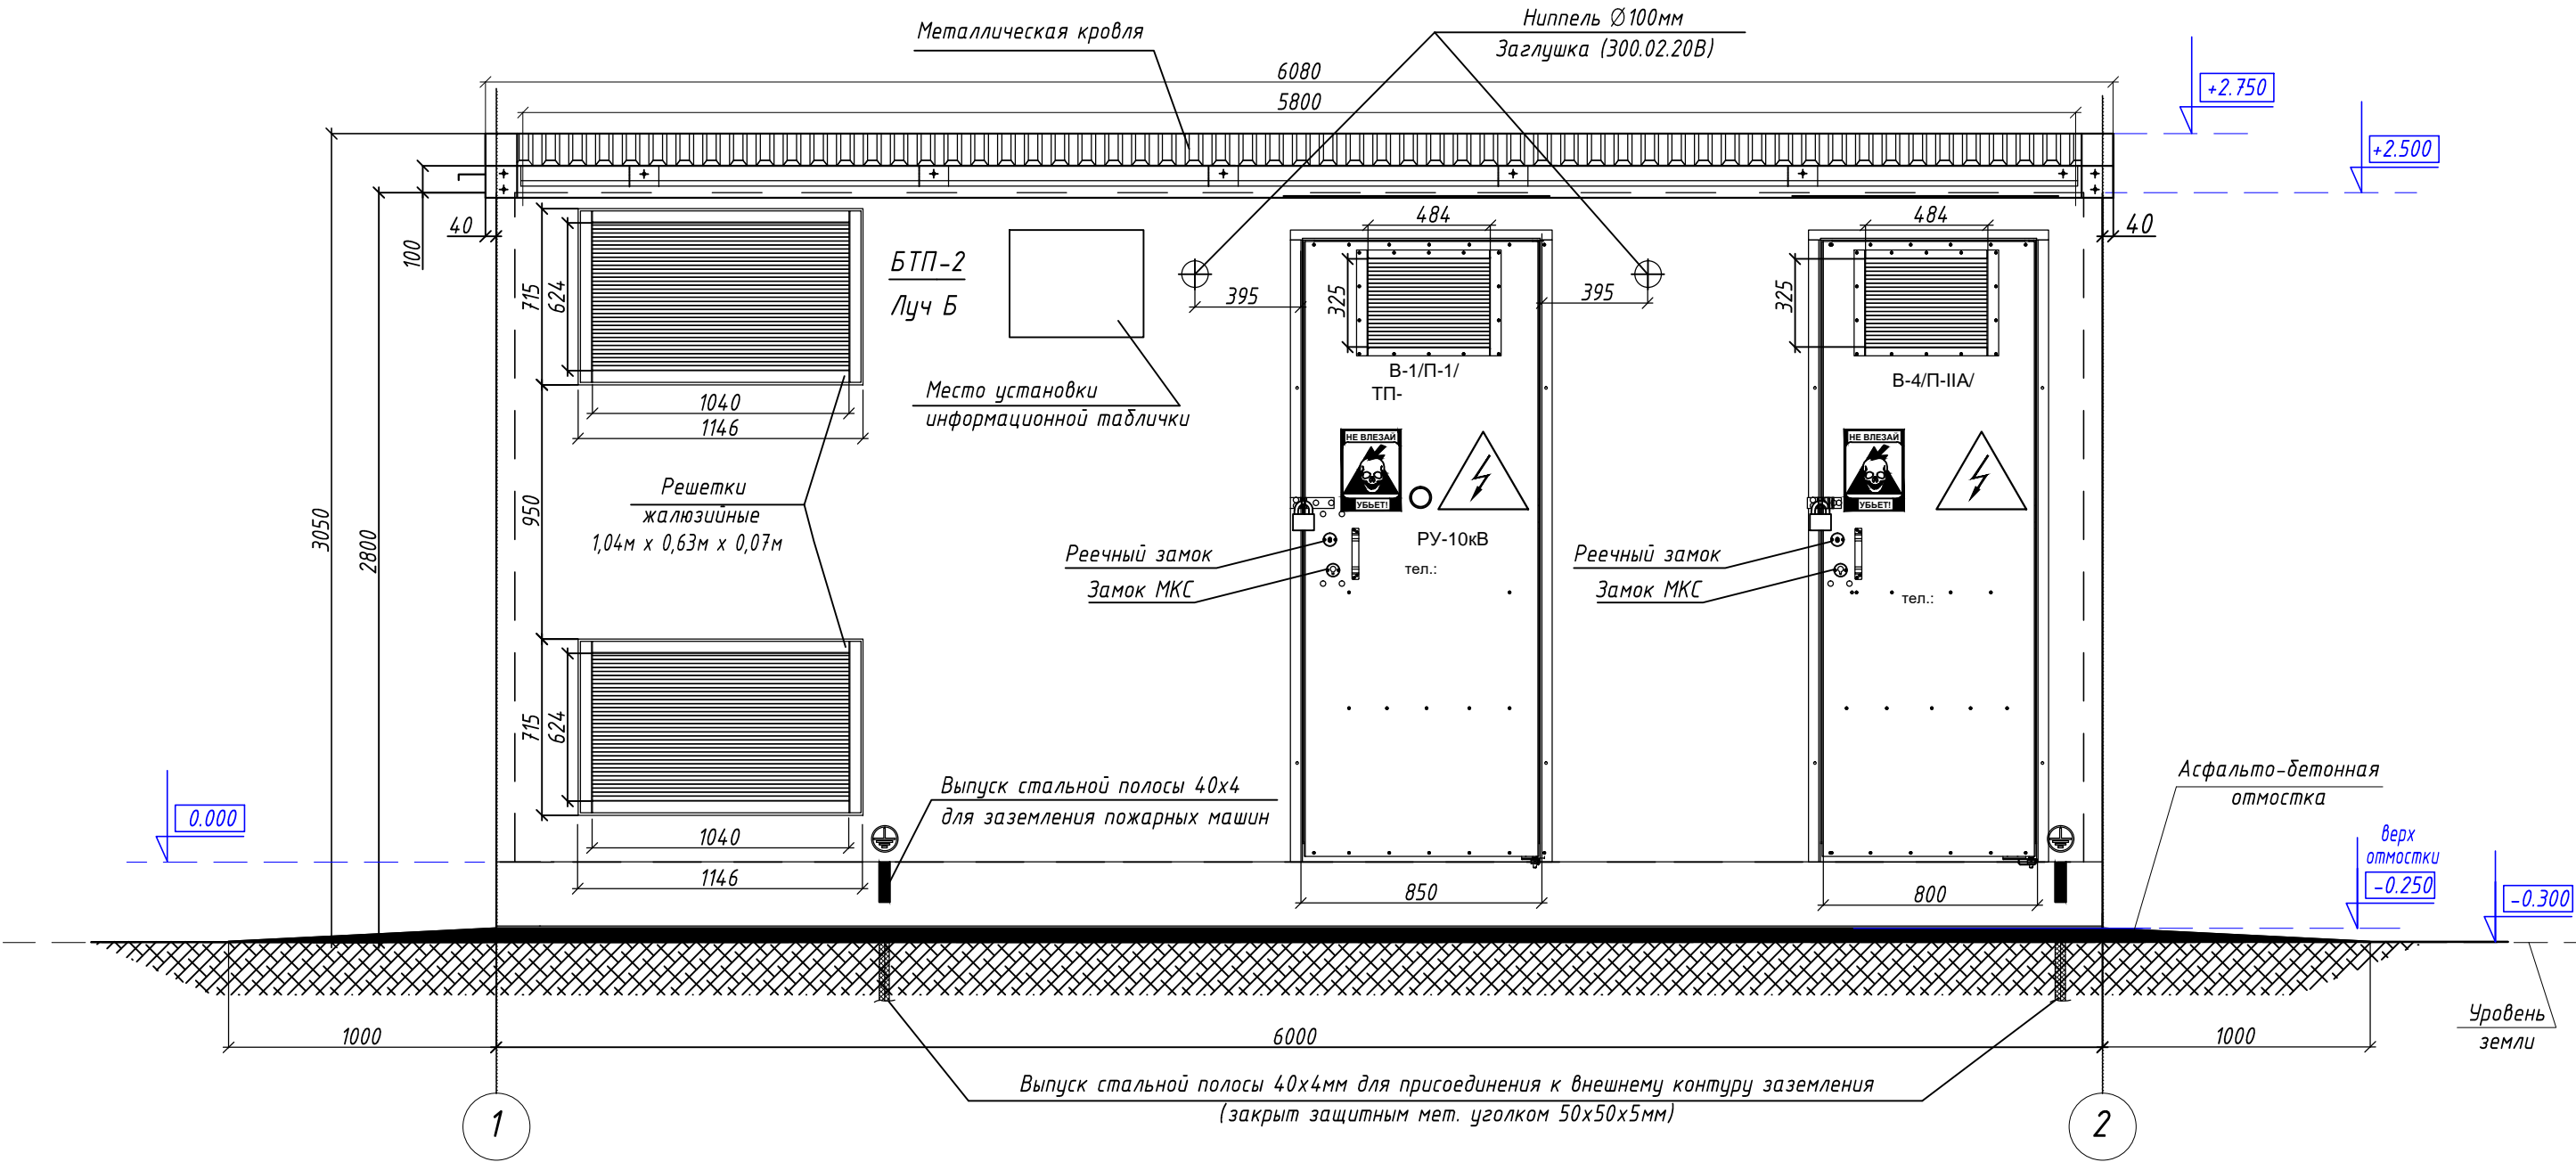 Ниппель Ø100мм
Заглушка (300.02.20В)
Металлическая кровля
6080
5800
+2.750
+2.500
40
100
40
484
484
715
624
325
325
395
395
БТП-2
Луч Б
Место установки
информационной таблички
В-1/П-1/
ТП-
В-4/П-IIА/
1040
1146
НЕ ВЛЕЗАЙ
УБЬЕТ!
НЕ ВЛЕЗАЙ
УБЬЕТ!
3050
2800
950
Решетки
жалюзийные
1,04м х 0,63м х 0,07м
Реечный замок
Замок МКС
РУ-10кВ
тел.:
Реечный замок
Замок МКС
тел.:
715
624
1040
1146
Выпуск стальной полосы 40х4
для заземления пожарных машин
0.000
Асфальто-бетонная
отмостка
верх
отмостки
-0.250
-0.300
850
800
1000
6000
1000
Уровень
земли
Выпуск стальной полосы 40х4мм для присоединения к внешнему контуру заземления
(закрыт защитным мет. уголком 50х50х5мм)
1
2